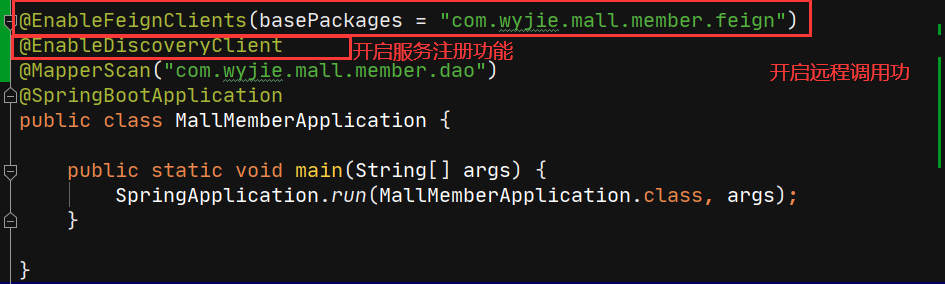 @EnableFeignClients(basePackages = "com.wyjie.mall.member.feign")
@EnableDiscoveryClient 开启服务注册功能
@MapperScan("com.wyjie.mall.member.dao") 开启远程调用功
@SpringBootApplication
public class MallMemberApplication {
public static void main(String[] args) {
SpringApplication.run(MallMemberApplication.class, args);
}
}